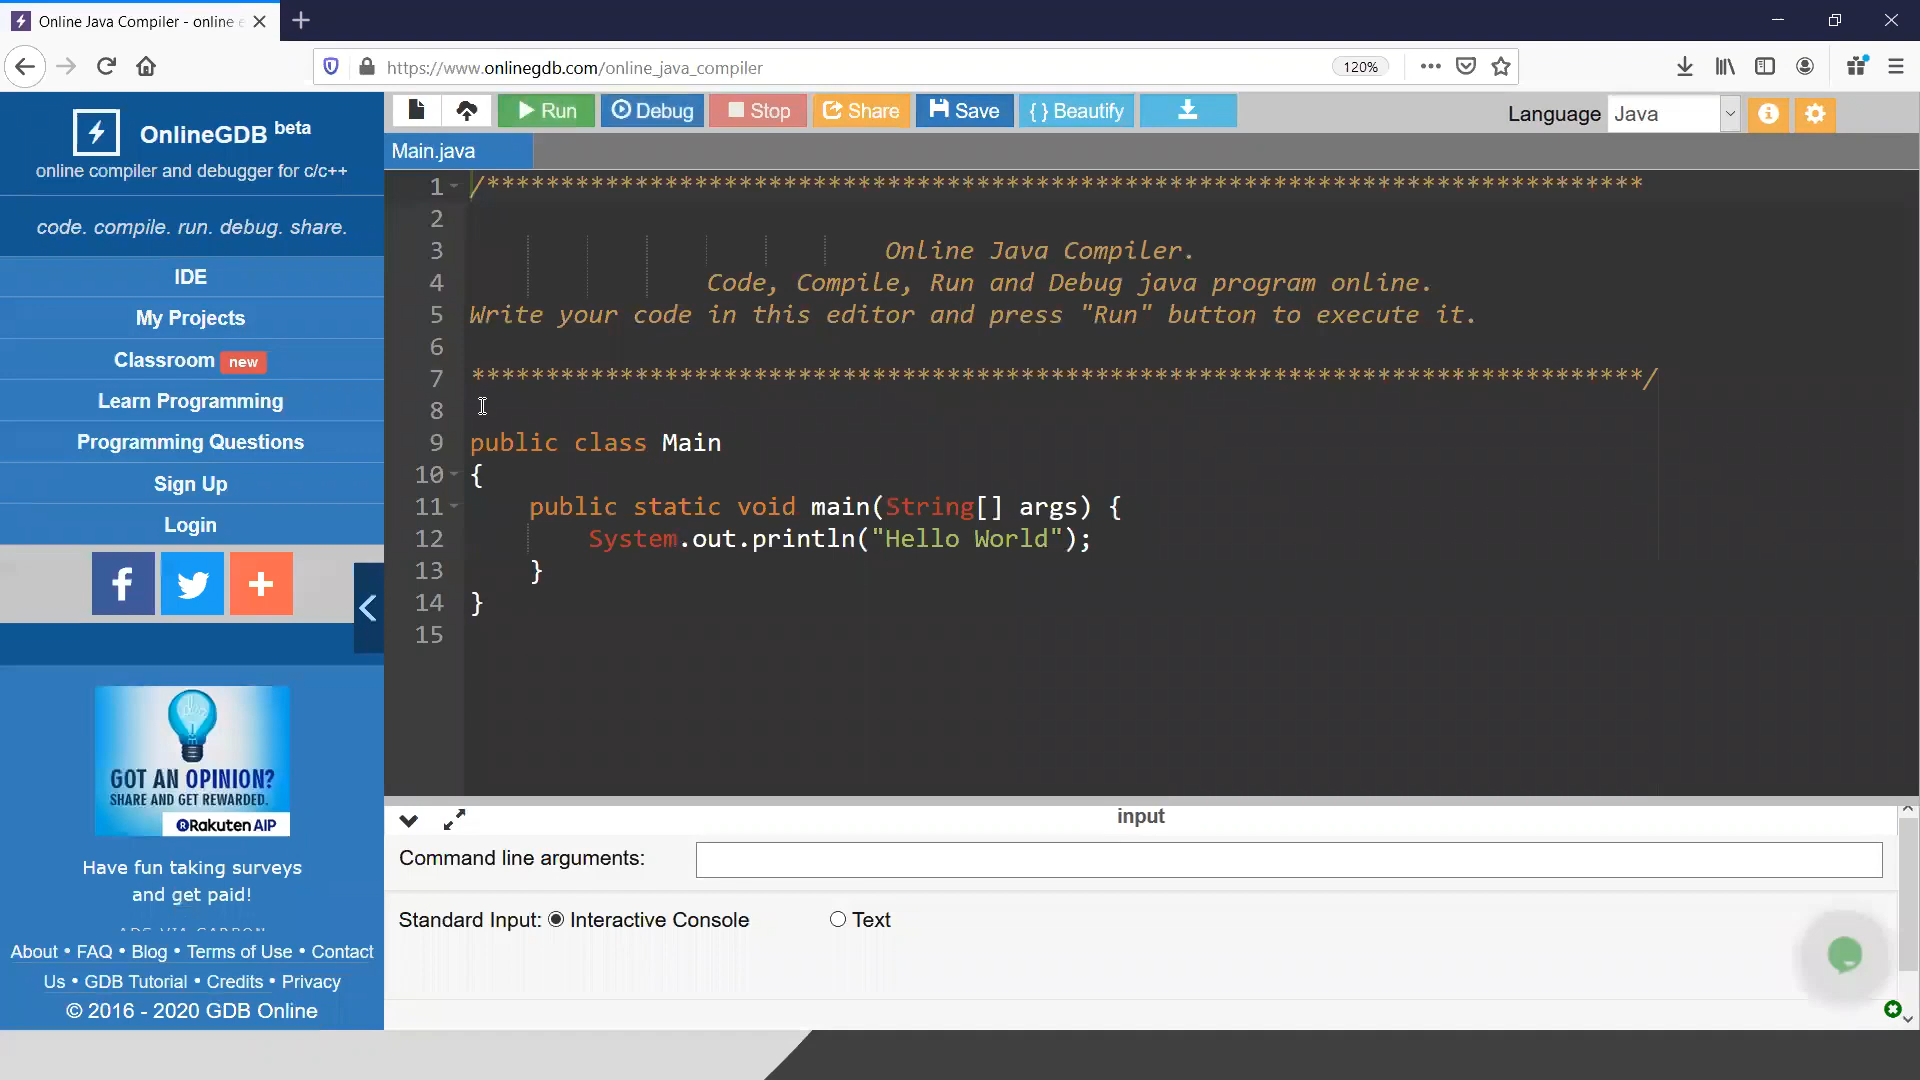 Online Java Compiler - online e
https://www.onlinegdb.com/online_java_compiler
120%
OnlineGDB beta
online compiler and debugger for c/c++
code. compile. run. debug. share.
IDE
My Projects
Classroom new
Learn Programming
Programming Questions
Sign Up
Login
GOT AN OPINION?
SHARE AND GET REWARDED.
Rakuten AIP
Have fun taking surveys
and get paid!
ADS VIA CARBON
About • FAQ • Blog • Terms of Use • Contact
Us • GDB Tutorial • Credits • Privacy
© 2016 - 2020 GDB Online
Run
Debug
Stop
Share
Save
{ } Beautify
Language Java
Main.java
1 /******************************************************************************
2
3 Online Java Compiler.
4 Code, Compile, Run and Debug java program online.
5 Write your code in this editor and press "Run" button to execute it.
6
7 *******************************************************************************/
8
9 public class Main
10 {
11 public static void main(String[] args) {
12 System.out.println("Hello World");
13 }
14 }
15
input
Command line arguments:
Standard Input: Interactive Console Text